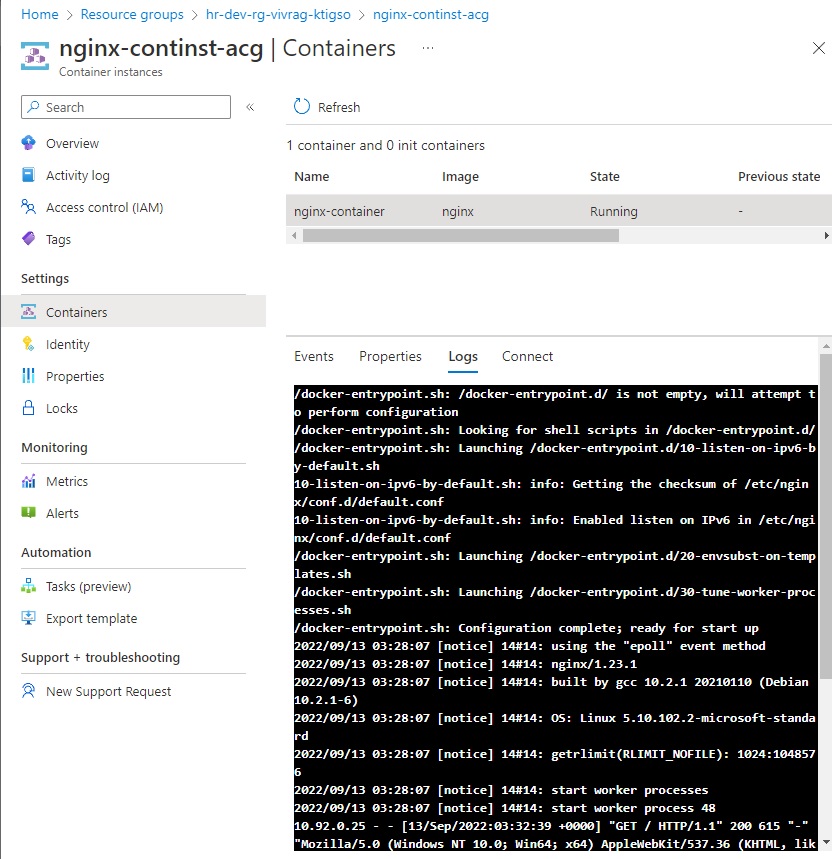 Home > Resource groups > hr-dev-rg-vivrag-ktigso > nginx-continst-acg
nginx-continst-acg | Containers ...
Container instances
Search «
Overview
Activity log
Access control (IAM)
Tags
Settings
Containers
Identity
Properties
Locks
Monitoring
Metrics
Alerts
Automation
Tasks (preview)
Export template
Support + troubleshooting
New Support Request
Refresh
1 container and 0 init containers
Name Image State Previous state
nginx-container nginx Running -
Events Properties Logs Connect
/docker-entrypoint.sh: /docker-entrypoint.d/ is not empty, will attempt t
o perform configuration
/docker-entrypoint.sh: Looking for shell scripts in /docker-entrypoint.d/
/docker-entrypoint.sh: Launching /docker-entrypoint.d/10-listen-on-ipv6-b
y-default.sh
10-listen-on-ipv6-by-default.sh: info: Getting the checksum of /etc/ngin
x/conf.d/default.conf
10-listen-on-ipv6-by-default.sh: info: Enabled listen on IPv6 in /etc/ngi
nx/conf.d/default.conf
/docker-entrypoint.sh: Launching /docker-entrypoint.d/20-envsubst-on-temp
lates.sh
/docker-entrypoint.sh: Launching /docker-entrypoint.d/30-tune-worker-proc
esses.sh
/docker-entrypoint.sh: Configuration complete; ready for start up
2022/09/13 03:28:07 [notice] 14#14: using the "epoll" event method
2022/09/13 03:28:07 [notice] 14#14: nginx/1.23.1
2022/09/13 03:28:07 [notice] 14#14: built by gcc 10.2.1 20210110 (Debian
10.2.1-6)
2022/09/13 03:28:07 [notice] 14#14: OS: Linux 5.10.102.2-microsoft-standa
rd
2022/09/13 03:28:07 [notice] 14#14: getrlimit(RLIMIT_NOFILE): 1024:104857
6
2022/09/13 03:28:07 [notice] 14#14: start worker processes
2022/09/13 03:28:07 [notice] 14#14: start worker process 48
10.92.0.25 - - [13/Sep/2022:03:32:39 +0000] "GET / HTTP/1.1" 200 615 "-"
"Mozilla/5.0 (Windows NT 10.0; Win64; x64) AppleWebKit/537.36 (KHTML, lik